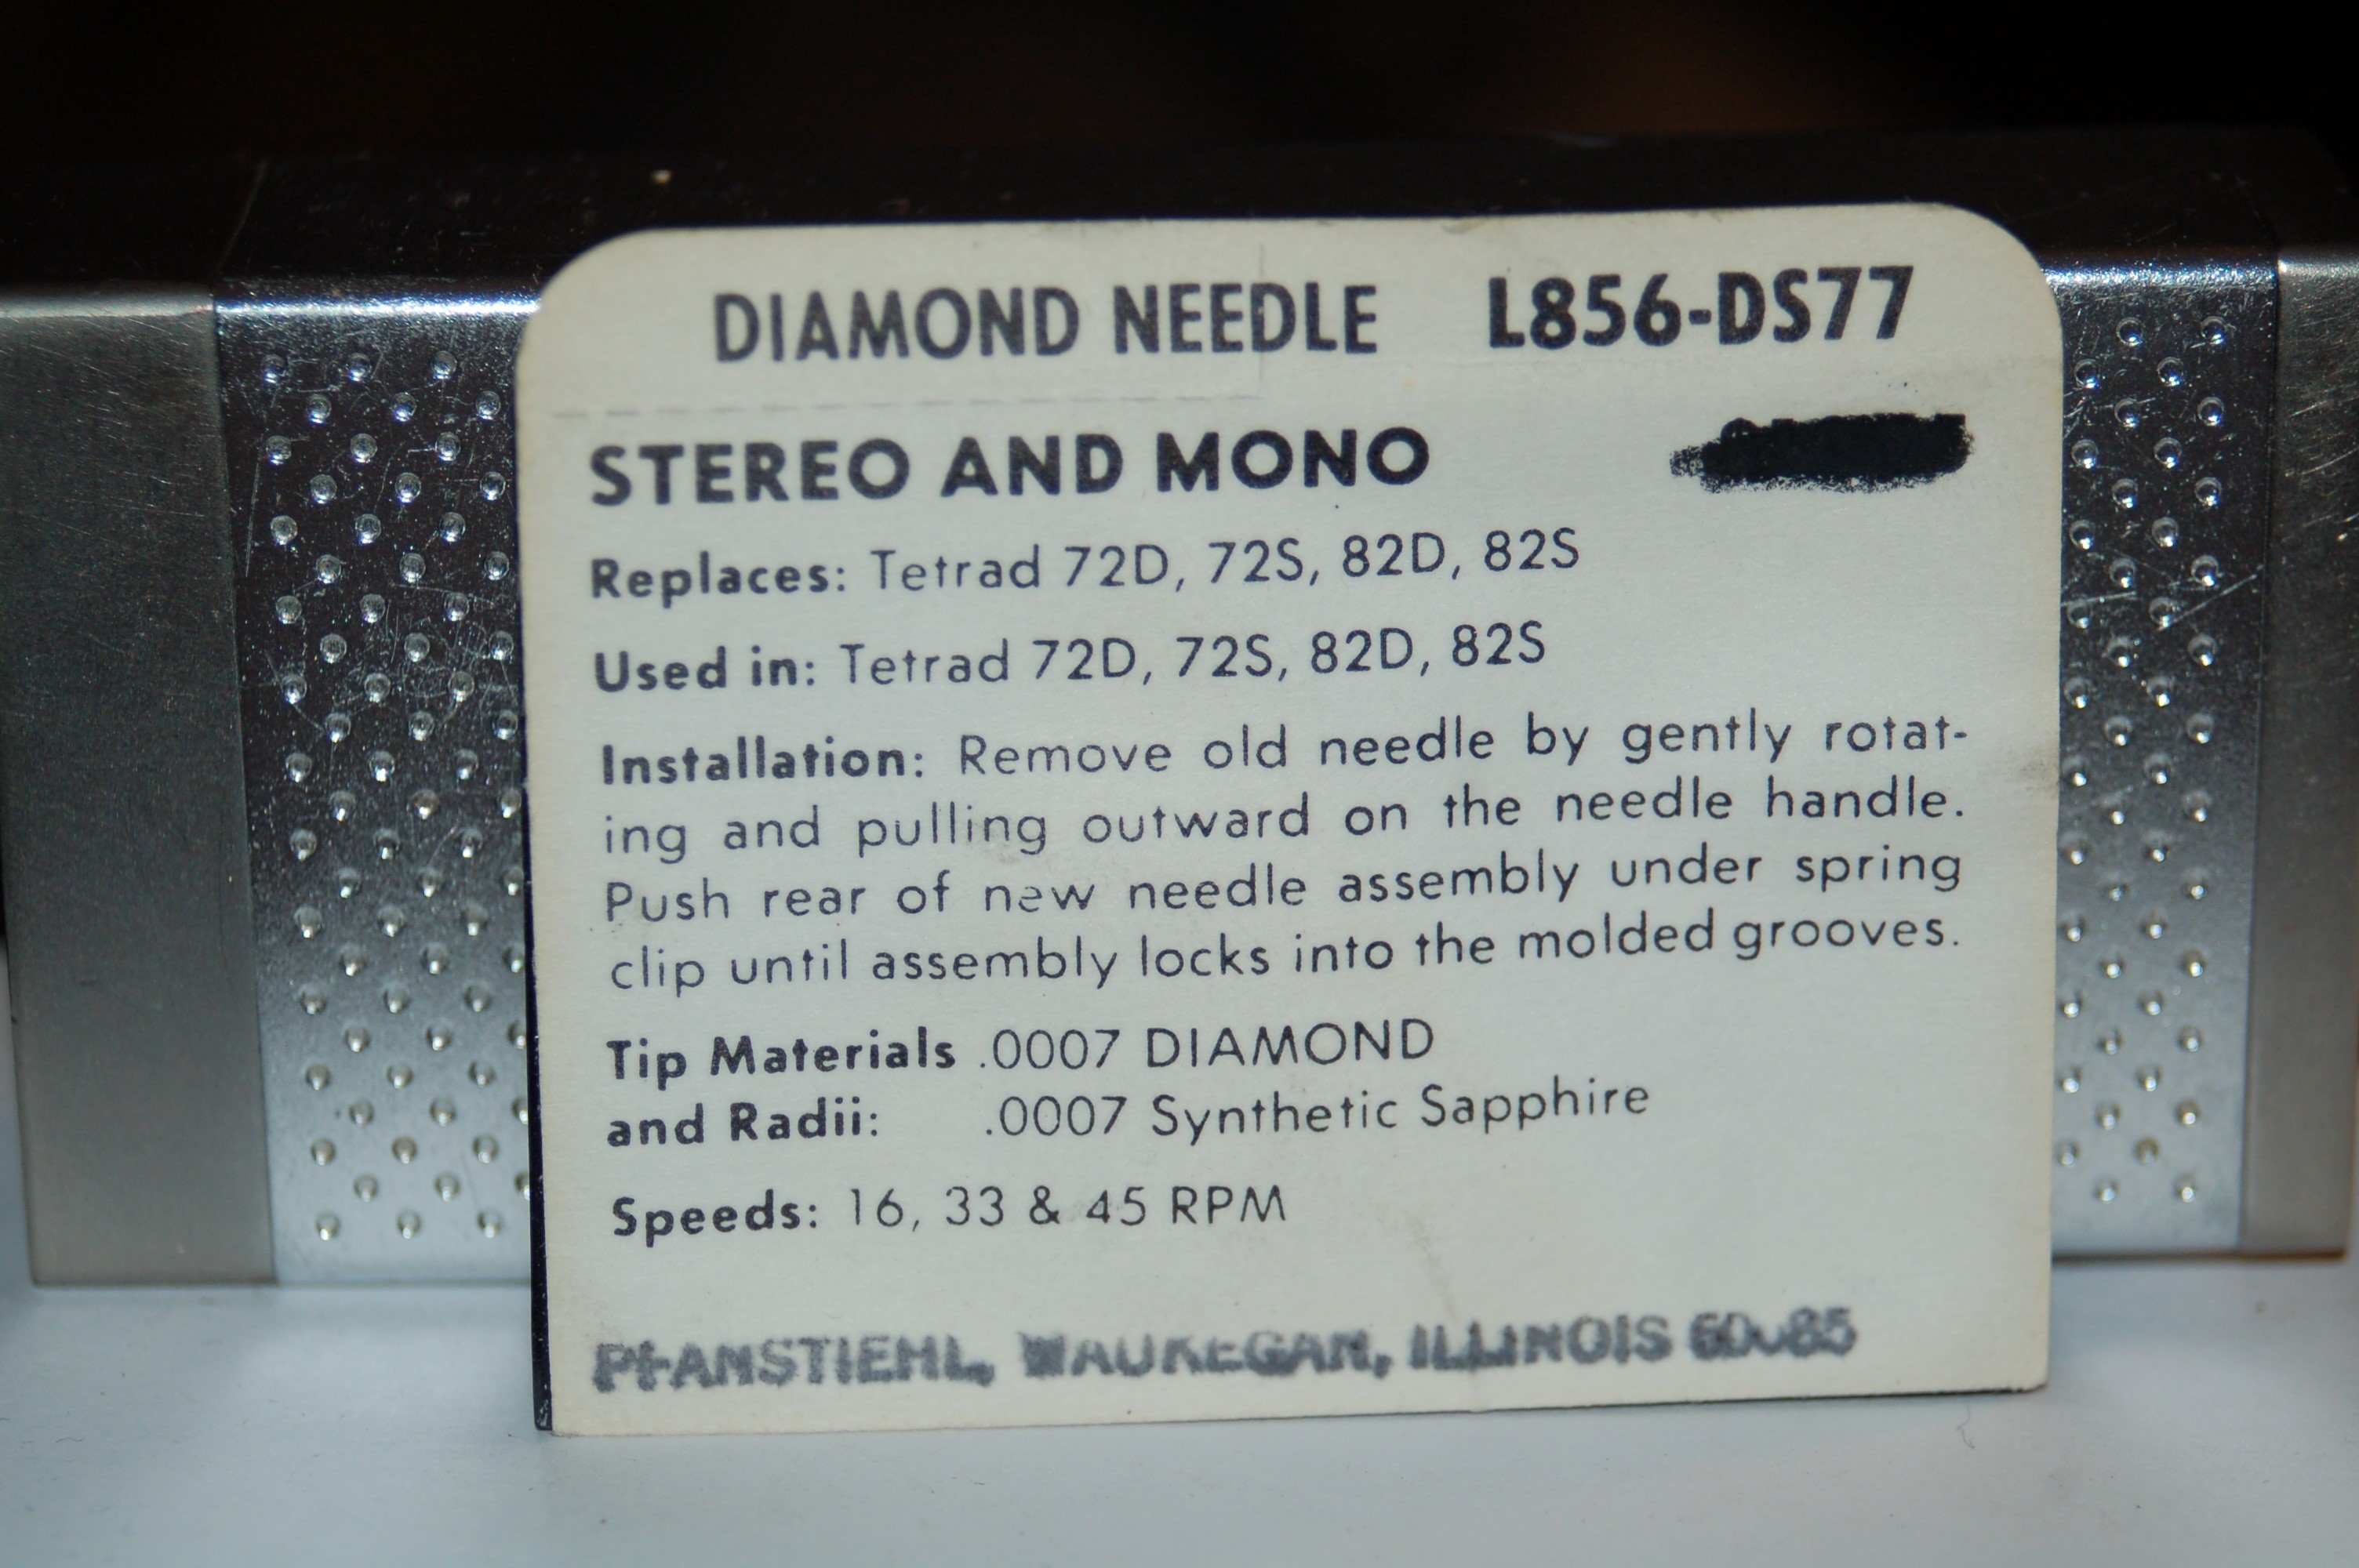 DIAMOND NEEDLE L856-DS77
STEREO AND MONO
Replaces: Tetrad 72D, 72S, 82D, 82S
Used in: Tetrad 72D, 72S, 82D, 82S
Installation: Remove old needle by gently rotat-
ing and pulling outward on the needle handle.
Push rear of new needle assembly under spring
clip until assembly locks into the molded grooves.
Tip Materials .0007 DIAMOND
and Radii: .0007 Synthetic Sapphire
Speeds: 16, 33 & 45 RPM
PFANSTIEHL, WAUKEGAN, ILLINOIS 60085